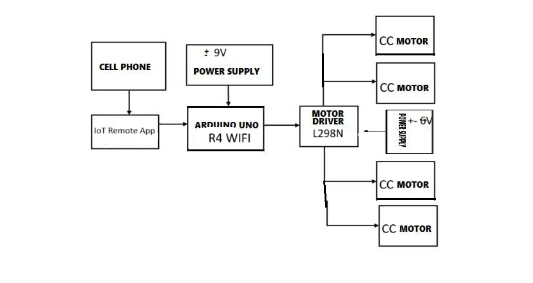 CC MOTOR
± 9V
POWER SUPPLY
CELL PHONE
CC MOTOR
IoT Remote App
ARDUINO UNO
R4 WIFI
MOTOR
DRIVER
L298N
POWER SUPPLY
+- 6V
CC MOTOR
CC MOTOR